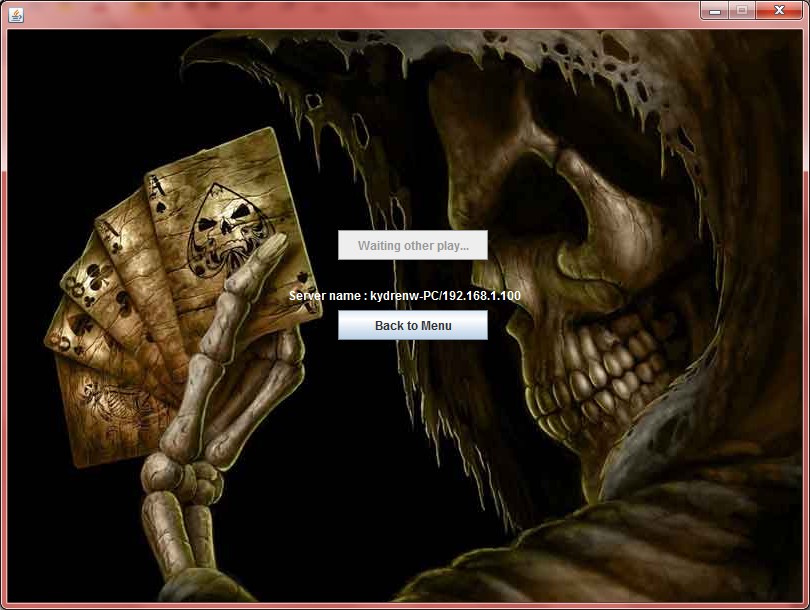 Waiting other play...
Server name : kydrenw-PC/192.168.1.100
Back to Menu
A
A